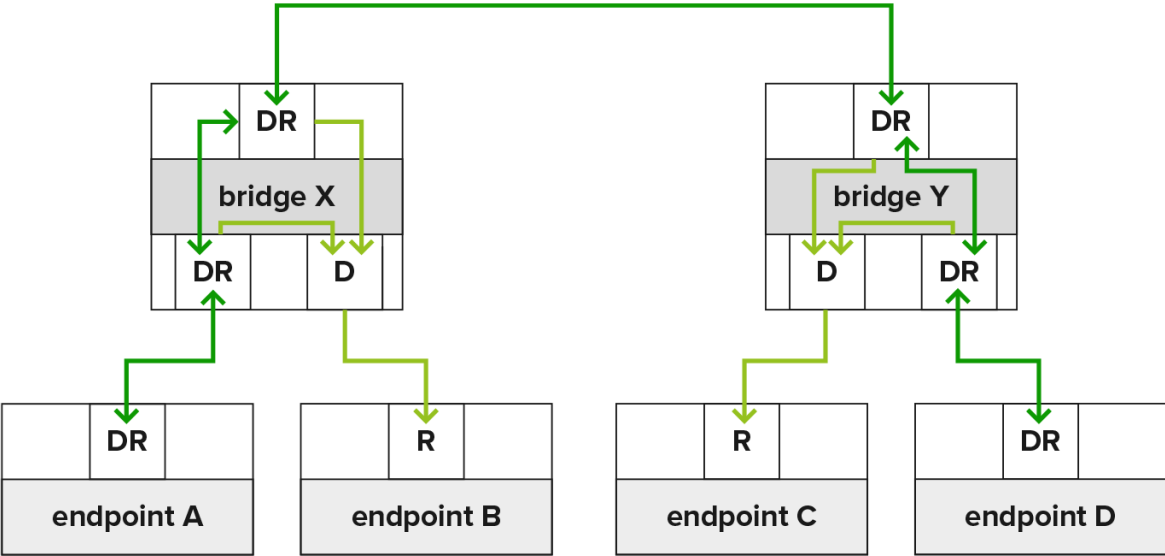 DR
DR
bridge X
bridge Y
DR
D
D
DR
DR
R
R
DR
endpoint A
endpoint B
endpoint C
endpoint D